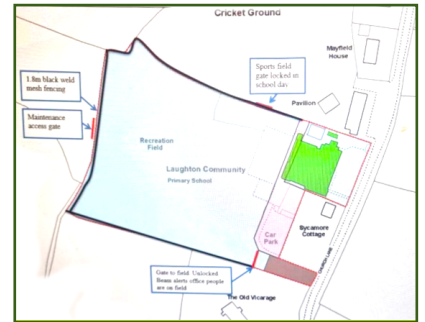 Cricket Ground
Mayfield
House
Sports field
gate locked in
school day
1.8m black weld
mesh fencing
Pavilion
Maintenance
access gate
Recreation
Field
Laughton Community
Primary School
Sycamore
Cottage
Car
Park
Gate to field. Unlocked
Beam alerts office people
are on field
The Old Vicarage